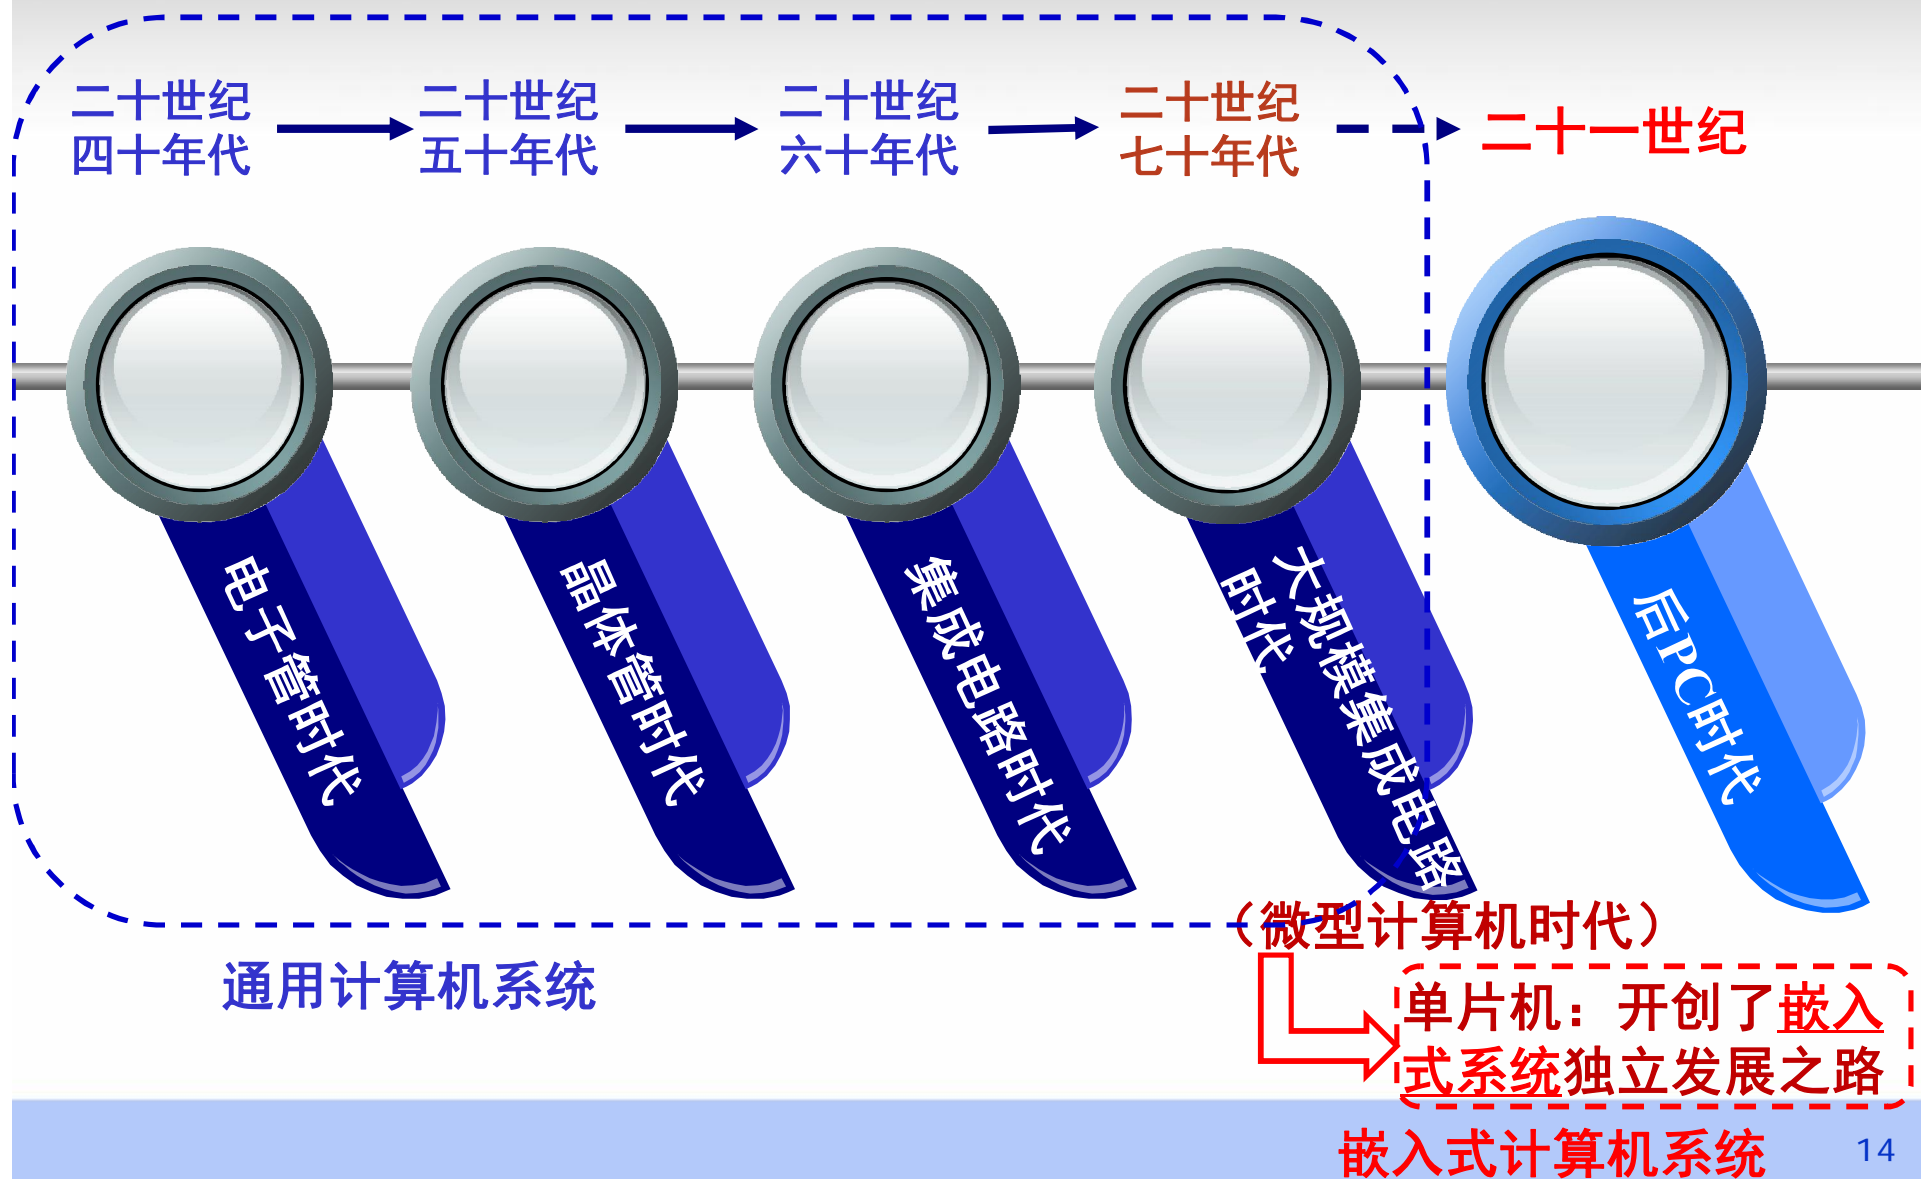 二十世纪
四十年代
二十世纪
五十年代
二十世纪
六十年代
二十世纪
七十年代
二十一世纪
电子管时代
晶体管时代
集成电路时代
大规模集成电路
时代
后PC时代
（微型计算机时代）
通用计算机系统
单片机：开创了嵌入
式系统独立发展之路
嵌入式计算机系统
14